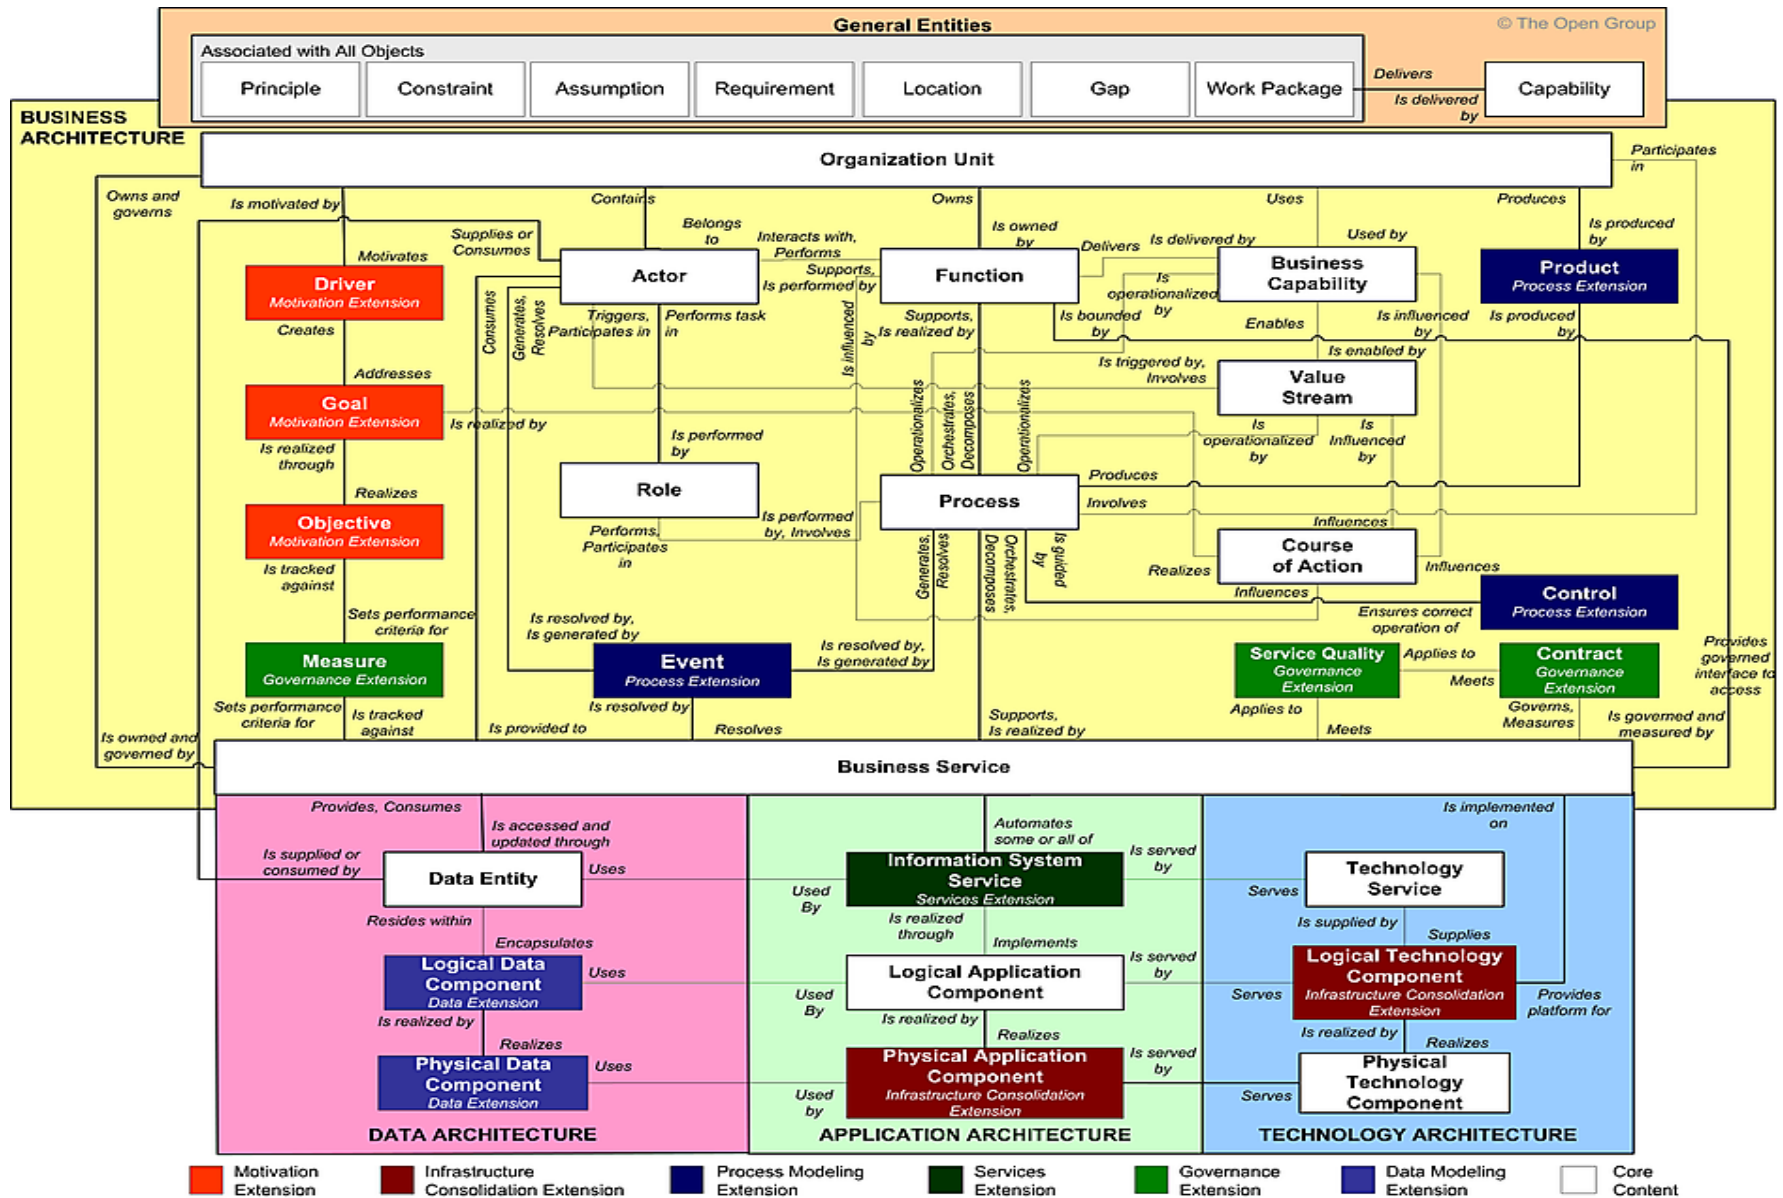 General Entities
© The Open Group
Associated with All Objects
Principle
Constraint
Assumption
Requirement
Location
Gap
Work Package
Delivers
Is delivered
by
Capability
BUSINESS
ARCHITECTURE
Organization Unit
Participates
in
Owns and
governs
Is motivated by
Contains
Owns
Uses
Produces
Supplies or
Consumes
Belongs
to
Interacts with,
Performs
Is owned
by
Delivers
Is delivered by
Used by
Is produced
by
Motivates
Driver
Motivation Extension
Actor
Supports,
Is performed by
Function
Is
operationalized
by
Business
Capability
Product
Process Extension
Creates
Consumes
Generates,
Resolves
Triggers,
Participates in
Performs task
in
Is influenced
by
Supports,
Is realized by
Is bounded
by
Enables
Is influenced
by
Is produced
by
Is enabled by
Is triggered by,
Involves
Value
Stream
Addresses
Goal
Motivation Extension
Is realized by
Operationalizes
Orchestrates,
Decomposes
Operationalizes
Is
operationalized
by
Is
Influenced
by
Is realized
through
Is performed
by
Realizes
Objective
Motivation Extension
Role
Process
Produces
Involves
Performs,
Participates
in
Is performed
by, Involves
Influences
Course
of Action
Realizes
Influences
Influences
Generates,
Resolves
Decomposes
Orchestrates,
Is guided
by
Is tracked
against
Control
Process Extension
Ensures correct
operation of
Sets performance
criteria for
Is resolved by,
Is generated by
Is resolved by,
Is generated by
Measure
Governance Extension
Event
Process Extension
Service Quality
Governance
Extension
Applies to
Meets
Contract
Governance
Extension
Provides
governed
interface to
access
Sets performance
criteria for
Is tracked
against
Is resolved by
Is provided to
Resolves
Supports,
Is realized by
Applies to
Meets
Governs,
Measures
Is governed and
measured by
Is owned and
governed by
Business Service
Provides, Consumes
Is accessed and
updated through
Automates
some or all of
Is implemented
on
Is supplied or
consumed by
Data Entity
Uses
Used
By
Information System
Service
Services Extension
Is served
by
Serves
Technology
Service
Resides within
Encapsulates
Is realized
through
Implements
Is supplied by
Supplies
Logical Data
Component
Data Extension
Uses
Used
By
Logical Application
Component
Is served
by
Serves
Logical Technology
Component
Infrastructure Consolidation
Extension
Provides
platform for
Is realized by
Realizes
Is realized by
Realizes
Is realized by
Realizes
Physical Data
Component
Data Extension
Uses
Used
by
Physical Application
Component
Infrastructure Consolidation
Extension
Is served
by
Serves
Physical
Technology
Component
DATA ARCHITECTURE
APPLICATION ARCHITECTURE
TECHNOLOGY ARCHITECTURE
Motivation
Extension
Infrastructure
Consolidation Extension
Process Modeling
Extension
Services
Extension
Governance
Extension
Data Modeling
Extension
Core
Content